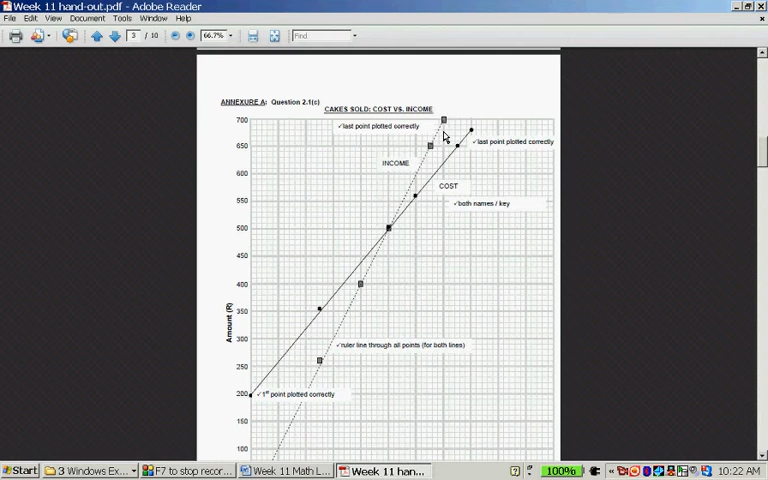 Week 11 hand-out.pdf - Adobe Reader
File Edit View Document Tools Window Help
3 / 10 66.7% Find
ANNEXURE A: Question 2.1(c)
CAKES SOLD: COST VS. INCOME
700
✓last point plotted correctly
✓last point plotted correctly
650
INCOME
600
COST
✓both names / key
550
500
450
400
350
Amount (R)
300
✓ruler line through all points (for both lines)
250
200
✓1st point plotted correctly
150
100
Start 3 Windows Ex... F7 to stop recor... Week 11 Math L... Week 11 han... 100% 10:22 AM